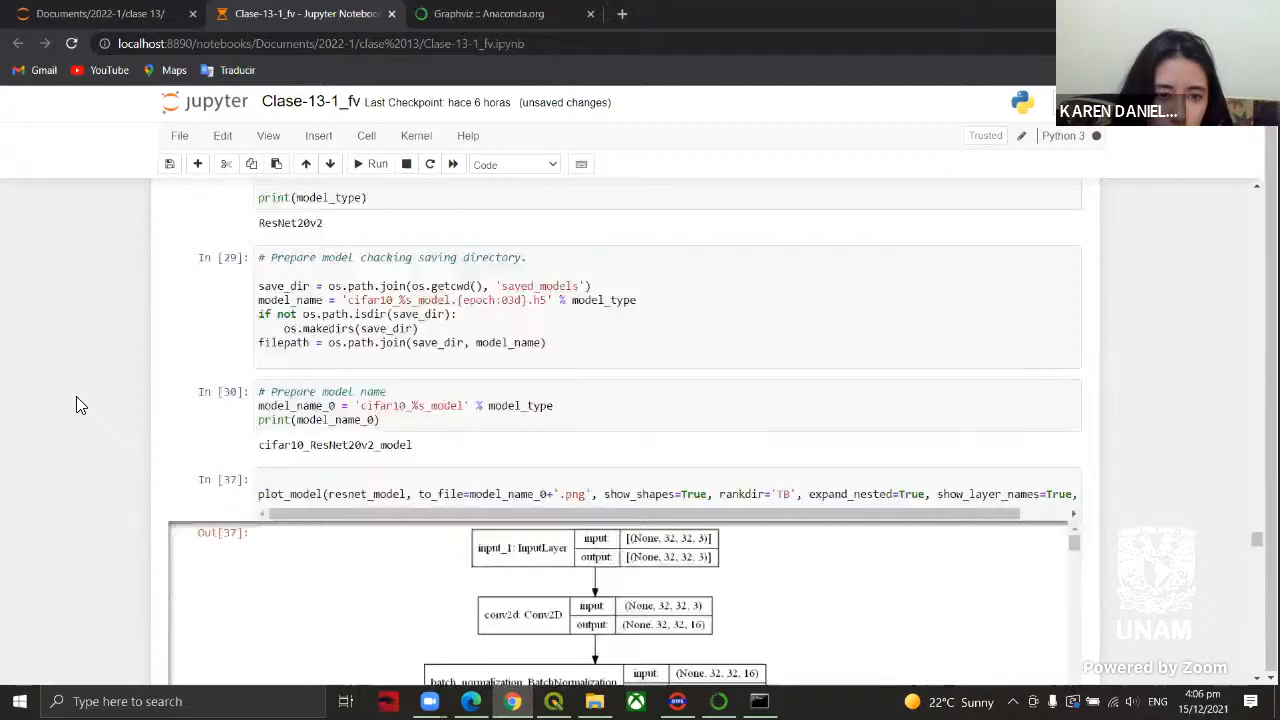 Documents/2022-1/clase 13/
Clase-13-1_fv - Jupyter Notebool
Graphviz :: Anaconda.org
localhost:8890/notebooks/Documents/2022-1/clase%2013/Clase-13-1_fv.ipynb
Gmail
YouTube
Maps
Traducir
KAREN DANIEL...
jupyter
Clase-13-1_fv Last Checkpoint: hace 6 horas (unsaved changes)
File Edit View Insert Cell Kernel Help
Trusted
Python 3
Run
Code
print(model_type)
ResNet20v2
In [29]:
# Prepare model chacking saving directory.
save_dir = os.path.join(os.getcwd(), 'saved_models')
model_name = 'cifar10_%s_model.{epoch:03d}.h5' % model_type
if not os.path.isdir(save_dir):
os.makedirs(save_dir)
filepath = os.path.join(save_dir, model_name)
In [30]:
# Prepare model name
model_name_0 = 'cifar10_%s_model' % model_type
print(model_name_0)
cifar10_ResNet20v2_model
In [37]:
plot_model(resnet_model, to_file=model_name_0+'.png', show_shapes=True, rankdir='TB', expand_nested=True, show_layer_names=True,
Out[37]:
input_1: InputLayer
input: [(None, 32, 32, 3)]
output: [(None, 32, 32, 3)]
conv2d: Conv2D
input: (None, 32, 32, 3)
output: (None, 32, 32, 16)
batch_normalization: BatchNormalization
input: (None, 32, 32, 16)
UNAM
Powered by Zoom
Type here to search
22°C Sunny
ENG
4:06 pm
15/12/2021